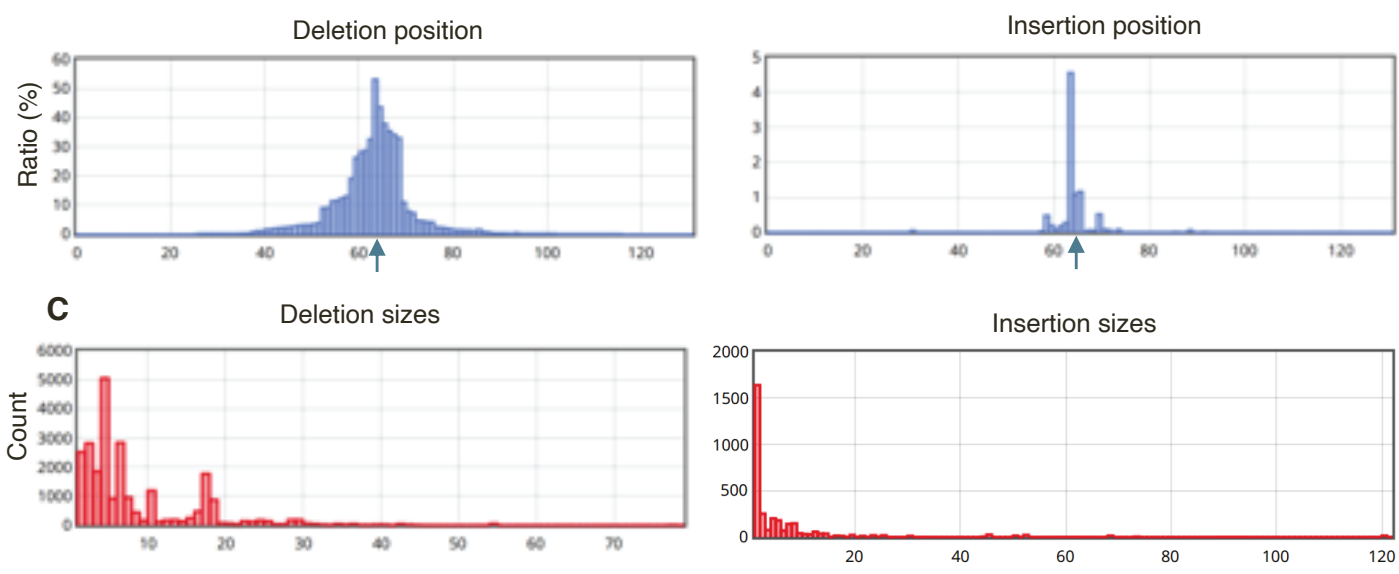 Deletion position
Insertion position
Ratio (%)
60
50
40
30
20
10
0
0 20 40 60 80 100 120
5
4
3
2
1
0
0 20 40 60 80 100 120
C
Deletion sizes
Insertion sizes
Count
6000
5000
4000
3000
2000
1000
0
10 20 30 40 50 60 70
2000
1500
1000
500
0
20 40 60 80 100 120